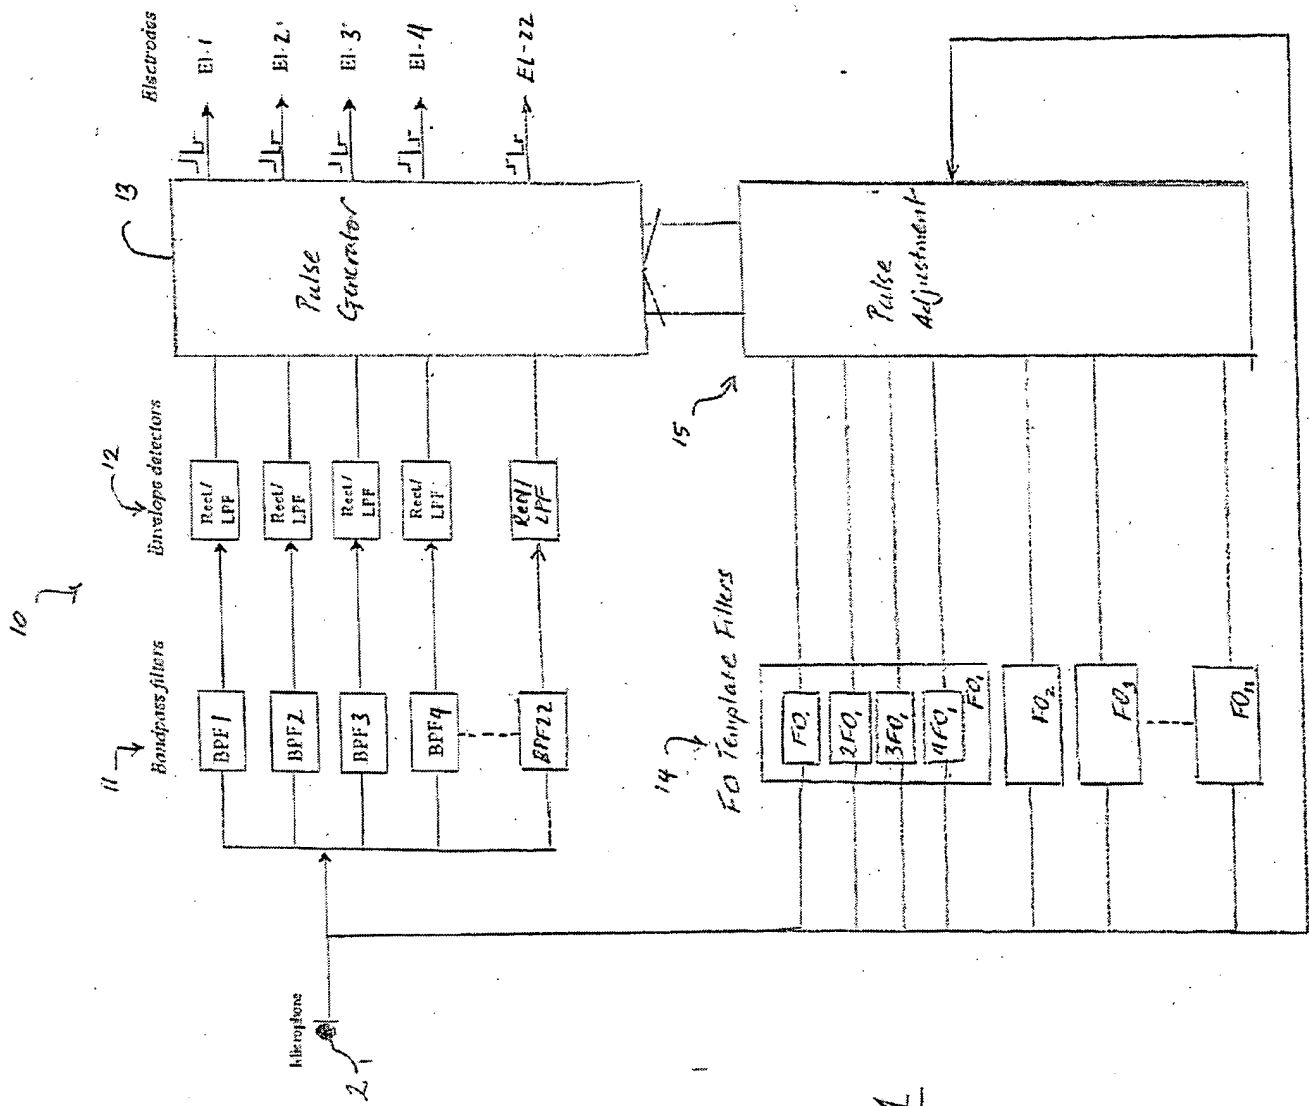 10
Microphone
2
11
Bandpass filters
BPF1
BPF2
BPF3
BPF4
BPF22
12
Envelope detectors
Rect/
LPF
Rect/
LPF
Rect/
LPF
Rect/
LPF
Rect/
LPF
13
Pulse
Generator
Electrodes
El-1
El-2
El-3
El-4
EL-22
14
F0 Template Filters
F0₁
2F0₁
3F0₁
4F0₁
F0₁
F0₂
F0₃
F0ₙ
15
Pulse
Adjustment